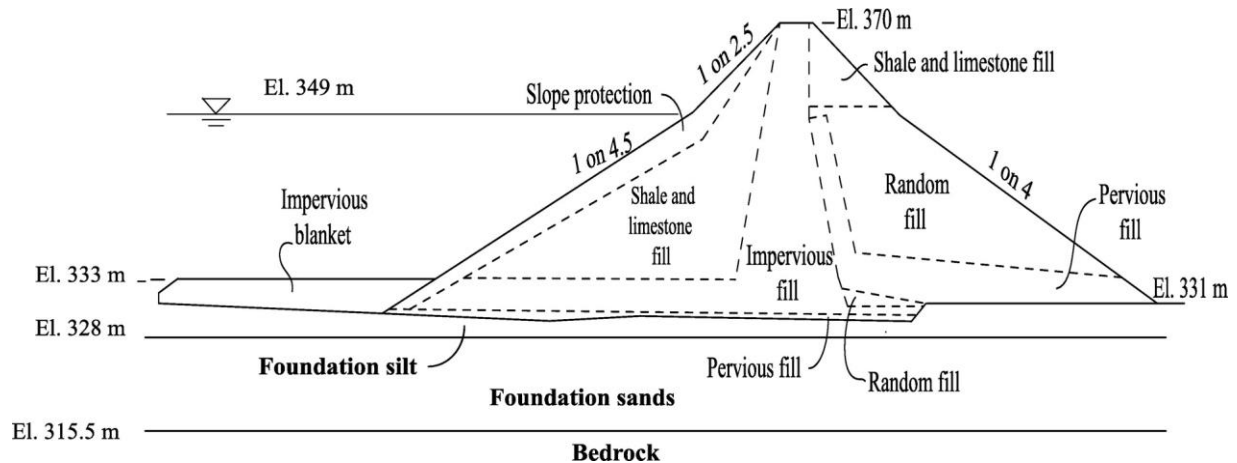 El. 370 m
1 on 2.5
Shale and limestone fill
El. 349 m
Slope protection
1 on 4.5
1 on 4
Impervious
blanket
Shale and
limestone
fill
Random
fill
Pervious
fill
El. 333 m
Impervious
fill
El. 331 m
El. 328 m
Foundation silt
Pervious fill
Random fill
Foundation sands
El. 315.5 m
Bedrock